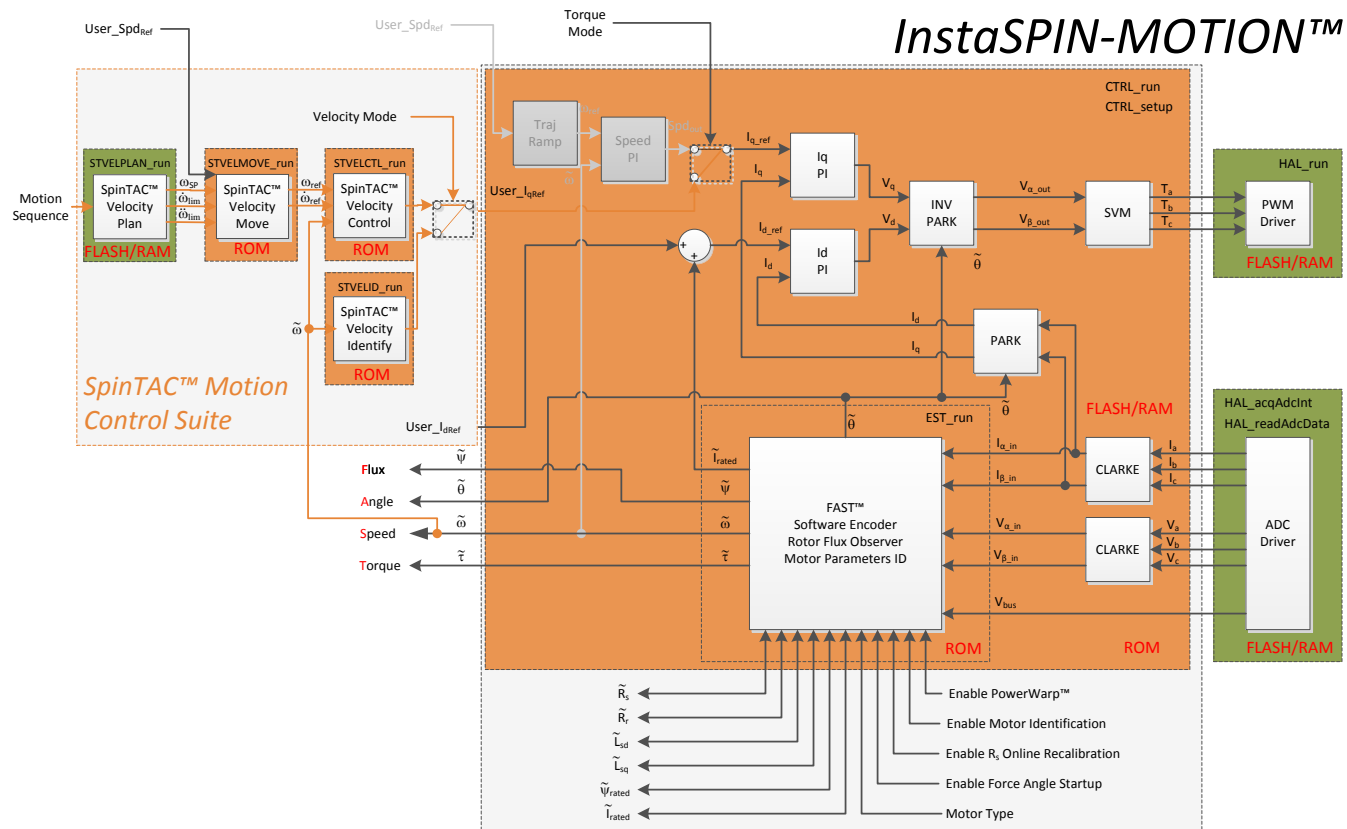 InstaSPIN-MOTION™
User_SpdRef
User_SpdRef
Torque
Mode
CTRL_run
CTRL_setup
Velocity Mode
Traj
Ramp
Speed
PI
Iq_ref
Iq
Iq
PI
Vq
Vd
INV
PARK
Vα_out
Vβ_out
SVM
Ta
Tb
Tc
HAL_run
PWM
Driver
FLASH/RAM
Motion
Sequence
STVELPLAN_run
SpinTAC™
Velocity
Plan
FLASH/RAM
ωSP
ω̇lim
ω̈lim
STVELMOVE_run
SpinTAC™
Velocity
Move
ROM
ωref
ω̇ref
STVELCTL_run
SpinTAC™
Velocity
Control
ROM
User_IqRef
Id_ref
Id
Id
PI
θ̃
STVELID_run
SpinTAC™
Velocity
Identify
ROM
ω̃
Id
Iq
PARK
θ̃
SpinTAC™ Motion
Control Suite
User_IdRef
FLASH/RAM
HAL_acqAdcInt
HAL_readAdcData
EST_run
θ̃
Flux
ψ̃
Angle
θ̃
Speed
ω̃
Torque
τ̃
Ĩrated
ψ̃
ω̃
τ̃
FAST™
Software Encoder
Rotor Flux Observer
Motor Parameters ID
Iα_in
Iβ_in
Vα_in
Vβ_in
Vbus
CLARKE
CLARKE
Ia
Ib
Ic
Va
Vb
Vc
ADC
Driver
ROM
ROM
FLASH/RAM
R̃s
R̃r
L̃sd
L̃sq
ψ̃rated
Ĩrated
Enable PowerWarp™
Enable Motor Identification
Enable Rs Online Recalibration
Enable Force Angle Startup
Motor Type